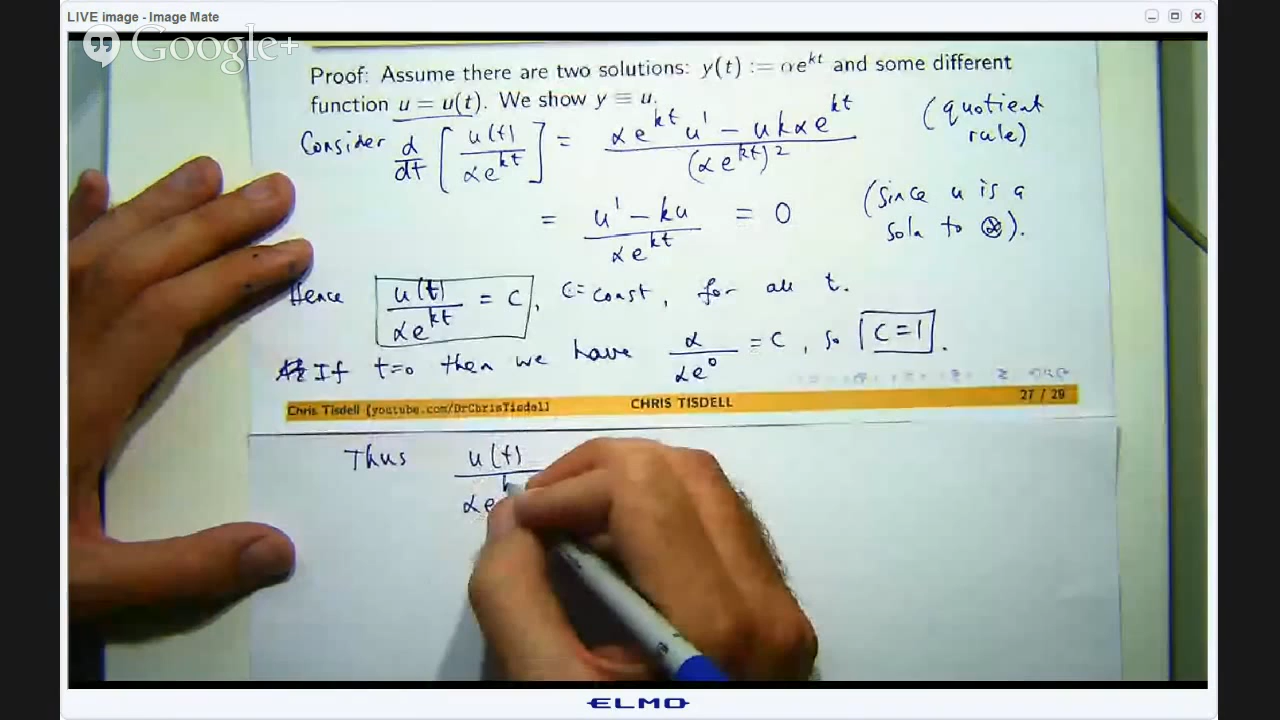 LIVE image - Image Mate
Google+
Proof: Assume there are two solutions: y(t) := αe^{kt} and some different
function u = u(t). We show y ≡ u.
Consider d/dt [u(t)/αe^{kt}] = (αe^{kt} u' - ukαe^{kt})/(αe^{kt})^2 (quotient rule)
= (u' - ku)/αe^{kt} = 0 (since u is a
soln to ⊛).
Hence u(t)/αe^{kt} = C, C = const, for all t.
If t=0 then we have α/αe^0 = C, so C=1.
Chris Tisdell (youtube.com/DrChrisTisdell) CHRIS TISDELL 27 / 29
Thus u(t)
αe
ELMO